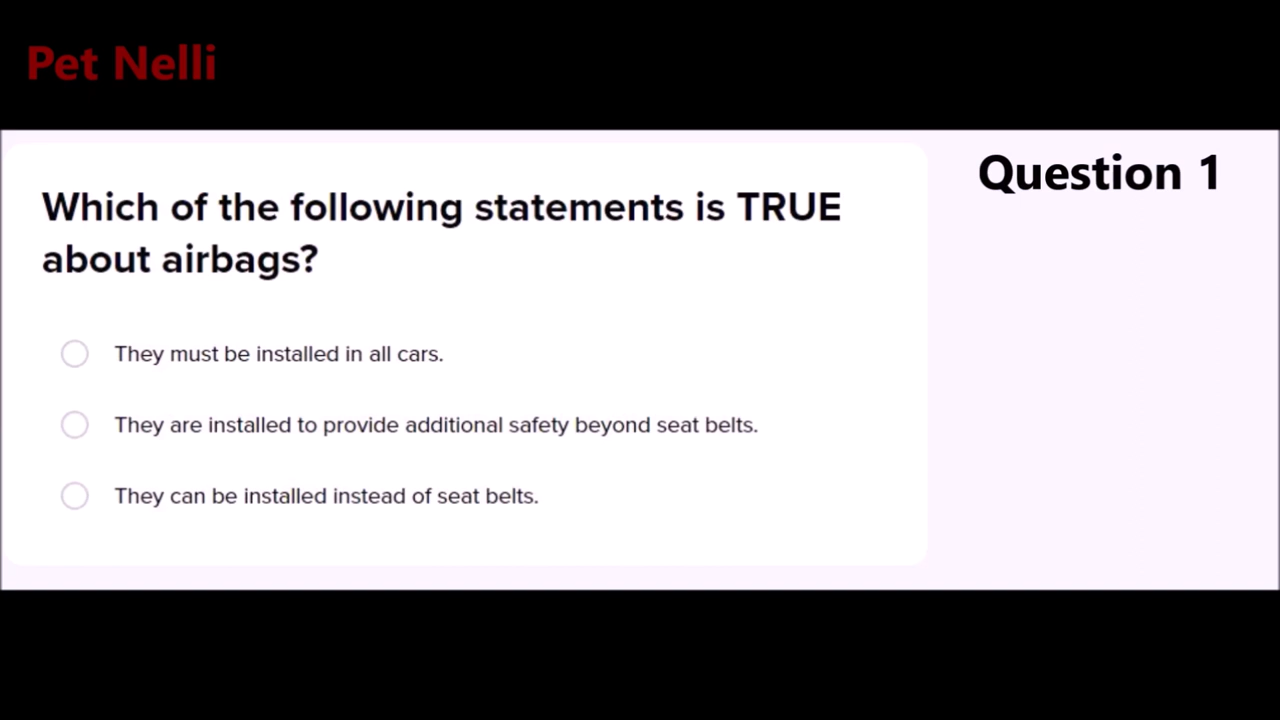 Pet Nelli
Question 1
Which of the following statements is TRUE
about airbags?
They must be installed in all cars.
They are installed to provide additional safety beyond seat belts.
They can be installed instead of seat belts.